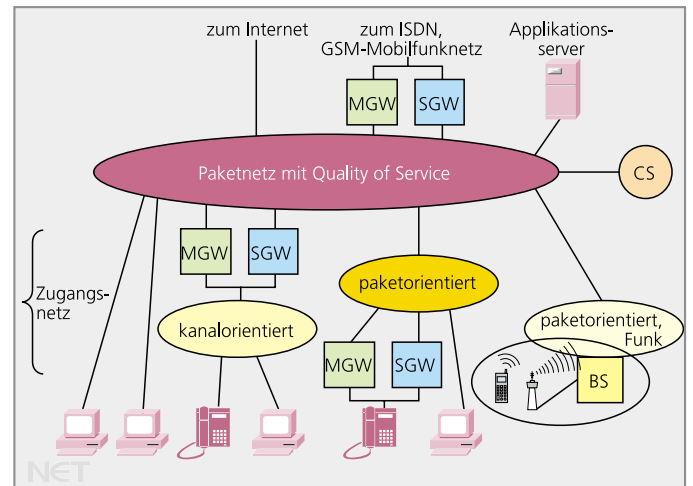 zum Internet
zum ISDN,
GSM-Mobilfunknetz
Applikations-
server
MGW
SGW
Paketnetz mit Quality of Service
CS
MGW
SGW
Zugangs-
netz
kanalorientiert
paketorientiert
MGW
SGW
paketorientiert,
Funk
BS
NET